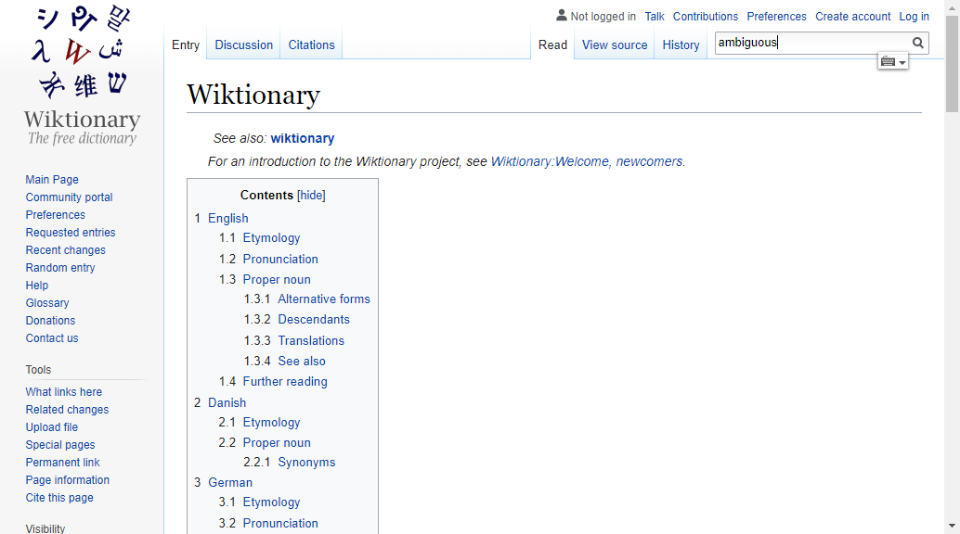 Not logged in Talk Contributions Preferences Create account Log in
Entry Discussion Citations Read View source History ambiguous
シ 말
λ W ش
维 ש
Wiktionary
The free dictionary
Main Page
Community portal
Preferences
Requested entries
Recent changes
Random entry
Help
Glossary
Donations
Contact us
Tools
What links here
Related changes
Upload file
Special pages
Permanent link
Page information
Cite this page
Visibility
Wiktionary
See also: wiktionary
For an introduction to the Wiktionary project, see Wiktionary:Welcome, newcomers.
Contents [hide]
1 English
1.1 Etymology
1.2 Pronunciation
1.3 Proper noun
1.3.1 Alternative forms
1.3.2 Descendants
1.3.3 Translations
1.3.4 See also
1.4 Further reading
2 Danish
2.1 Etymology
2.2 Proper noun
2.2.1 Synonyms
3 German
3.1 Etymology
3.2 Pronunciation